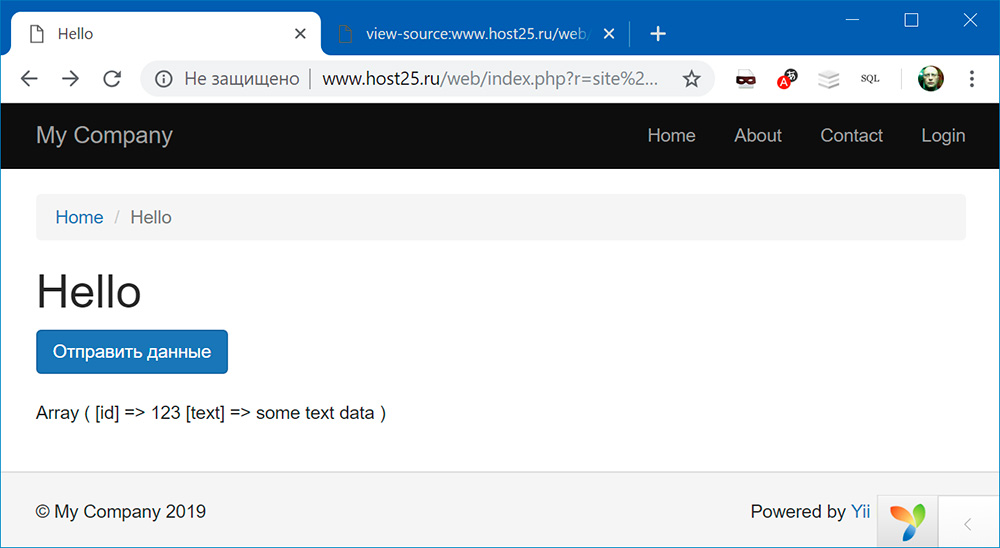 Hello
view-source:www.host25.ru/web/
Не защищено www.host25.ru/web/index.php?r=site%2...
SQL
My Company Home About Contact Login
Home / Hello
Hello
Отправить данные
Array ( [id] => 123 [text] => some text data )
© My Company 2019 Powered by Yii